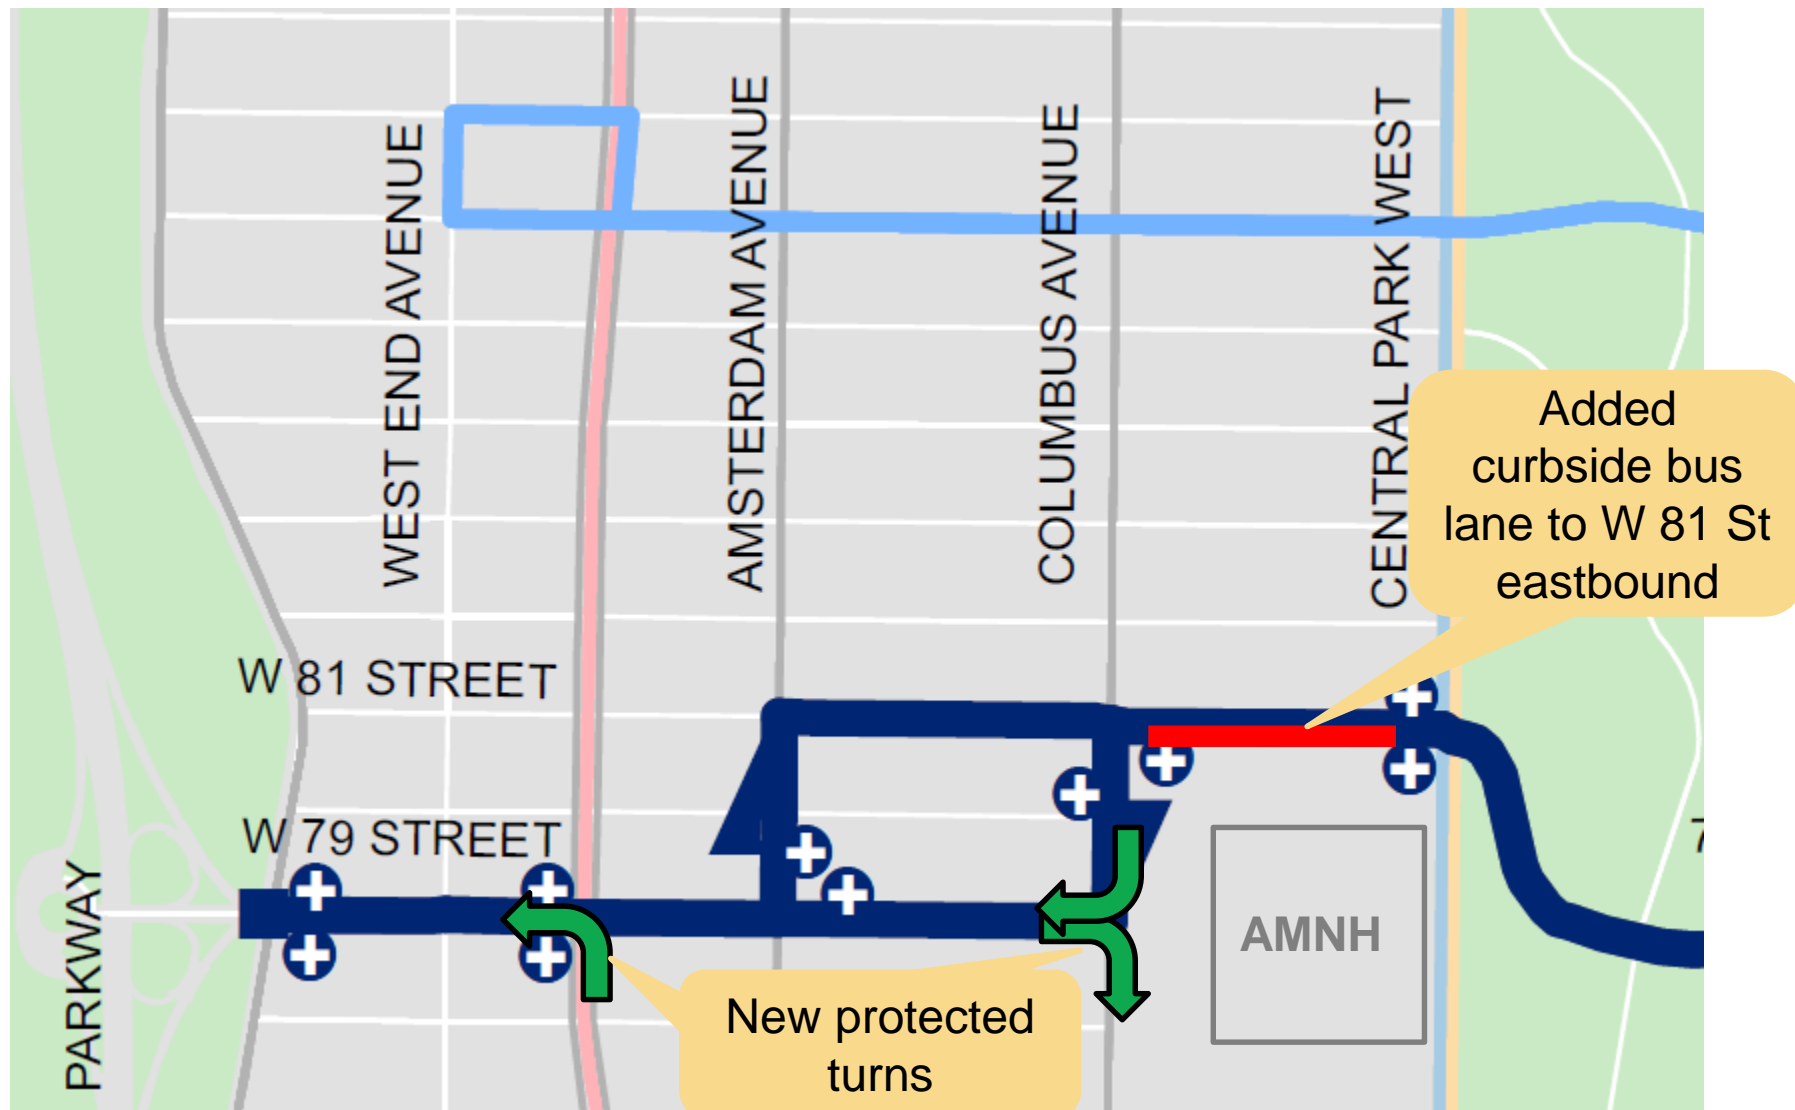 WEST END AVENUE
AMSTERDAM AVENUE
COLUMBUS AVENUE
CENTRAL PARK WEST
Added
curbside bus
lane to W 81 St
eastbound
W 81 STREET
W 79 STREET
PARKWAY
AMNH
New protected
turns